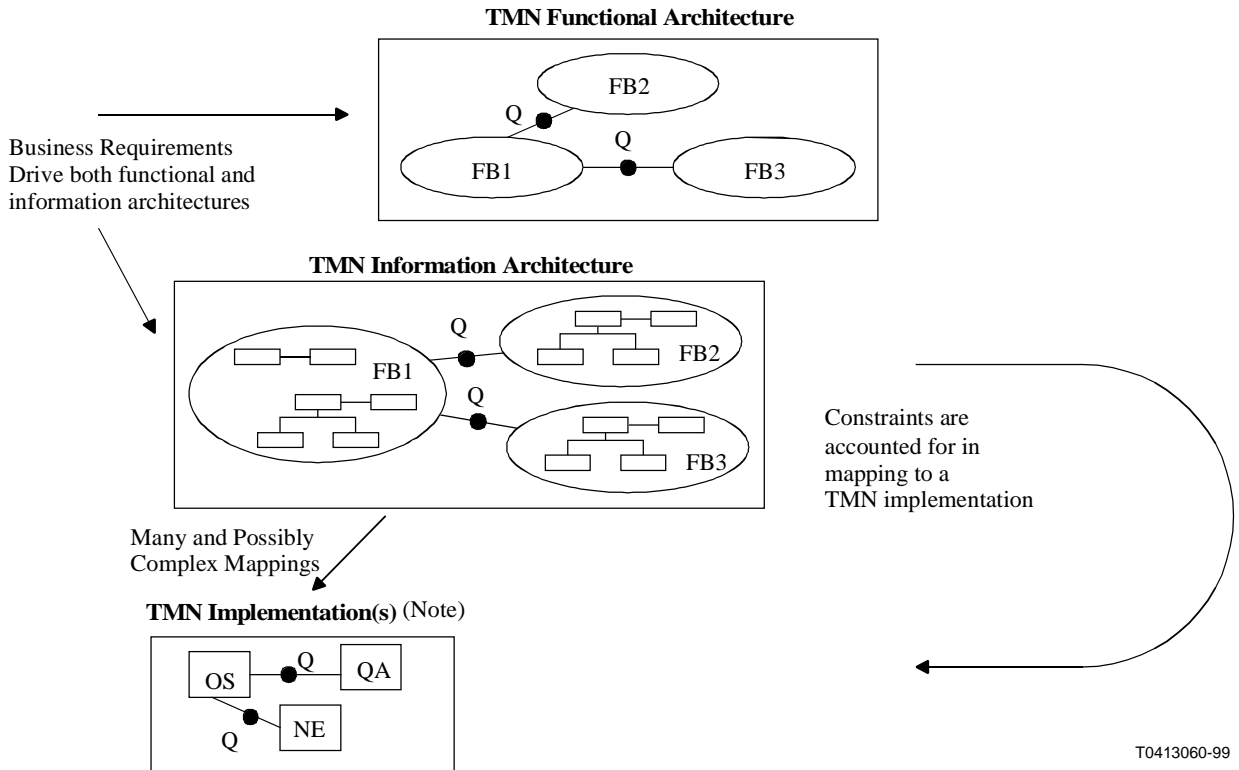 TMN Functional Architecture
FB2
Q
Q
FB1
FB3
Business Requirements
Drive both functional and
information architectures
TMN Information Architecture
Q
FB2
FB1
Q
FB3
Constraints are
accounted for in
mapping to a
TMN implementation
Many and Possibly
Complex Mappings
TMN Implementation(s) (Note)
OS
Q
QA
Q
NE
T0413060-99